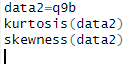 data2=q9b
kurtosis(data2)
skewness(data2)